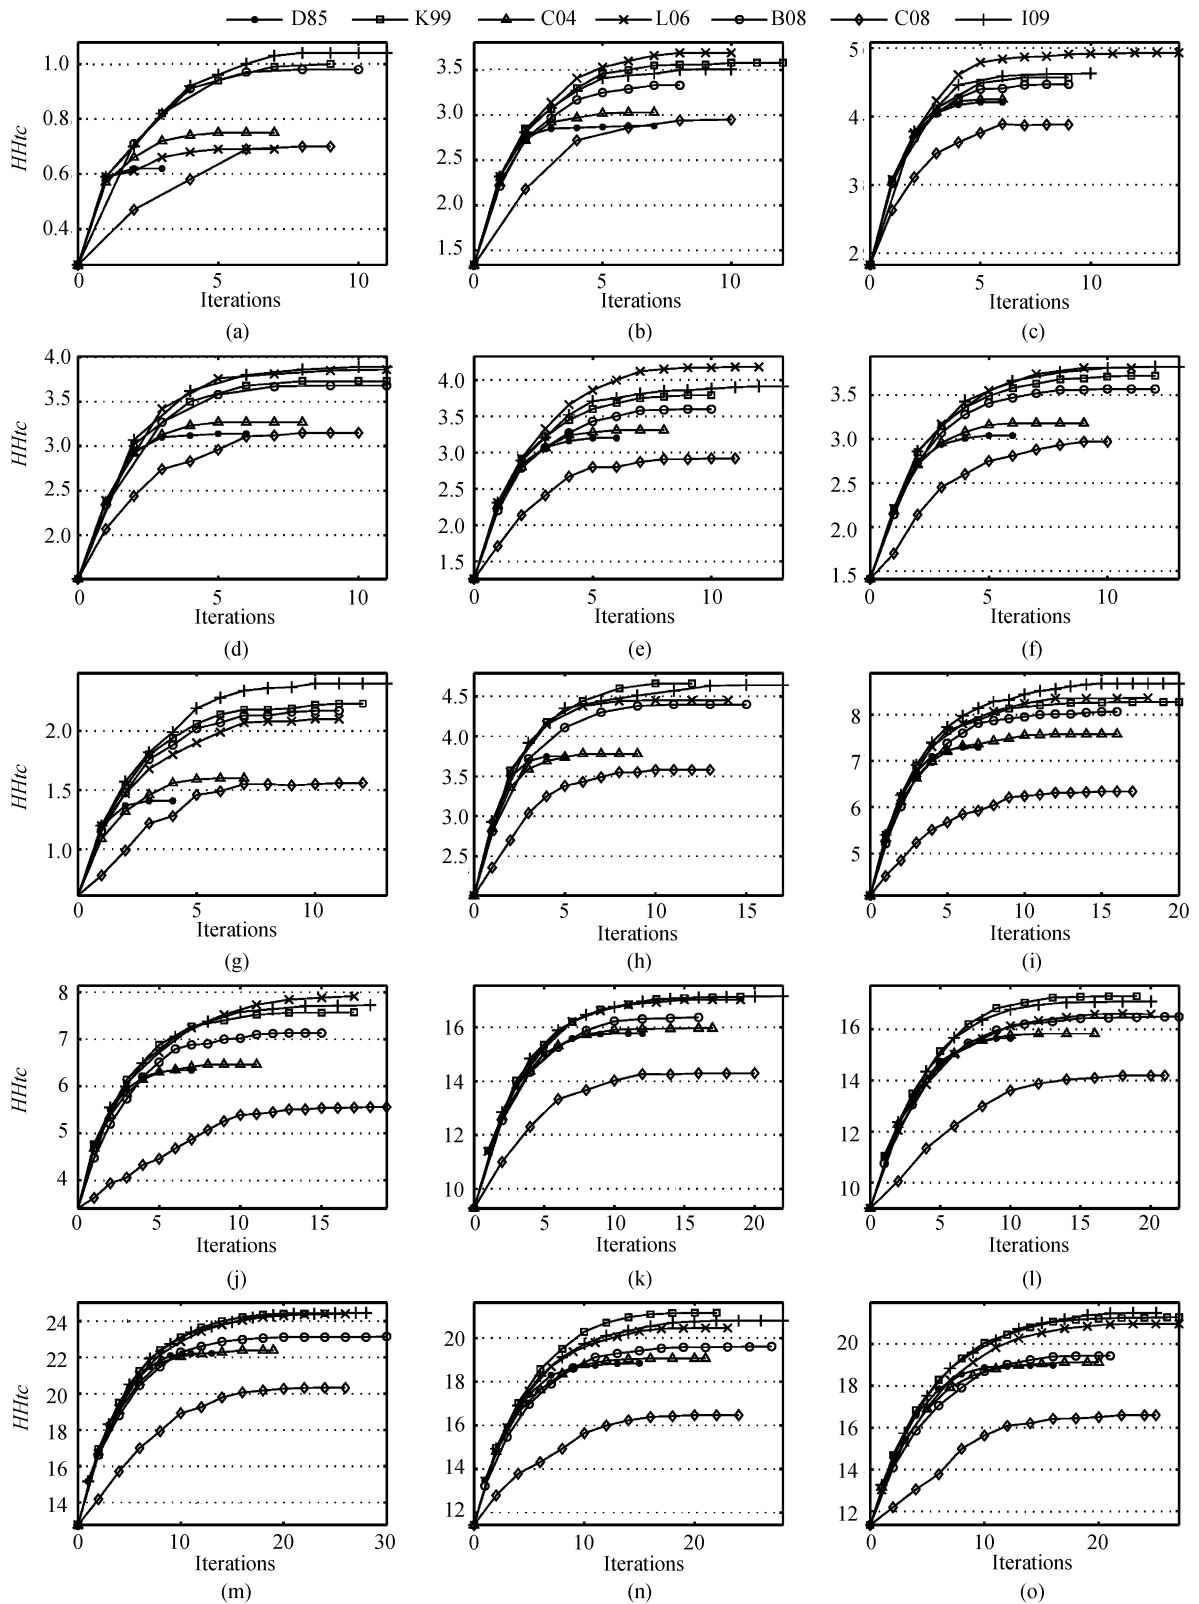 D85 K99 C04 L06 B08 C08 I09
1.0
0.8
0.6
0.4
HHtc
0 5 10
Iterations
(a)
3.5
3.0
2.5
2.0
1.5
0 5 10
Iterations
(b)
5
4
3
2
0 5 10
Iterations
(c)
4.0
3.5
3.0
2.5
2.0
HHtc
0 5 10
Iterations
(d)
4.0
3.5
3.0
2.5
2.0
1.5
0 5 10
Iterations
(e)
3.5
3.0
2.5
2.0
1.5
0 5 10
Iterations
(f)
2.0
1.5
1.0
HHtc
0 5 10
Iterations
(g)
4.5
4.0
3.5
3.0
2.5
0 5 10 15
Iterations
(h)
8
7
6
5
0 5 10 15 20
Iterations
(i)
8
7
6
5
4
HHtc
0 5 10 15
Iterations
(j)
16
14
12
10
0 5 10 15 20
Iterations
(k)
16
14
12
10
0 5 10 15 20
Iterations
(l)
24
22
20
18
16
14
HHtc
0 10 20 30
Iterations
(m)
20
18
16
14
12
0 10 20
Iterations
(n)
20
18
16
14
12
0 10 20
Iterations
(o)